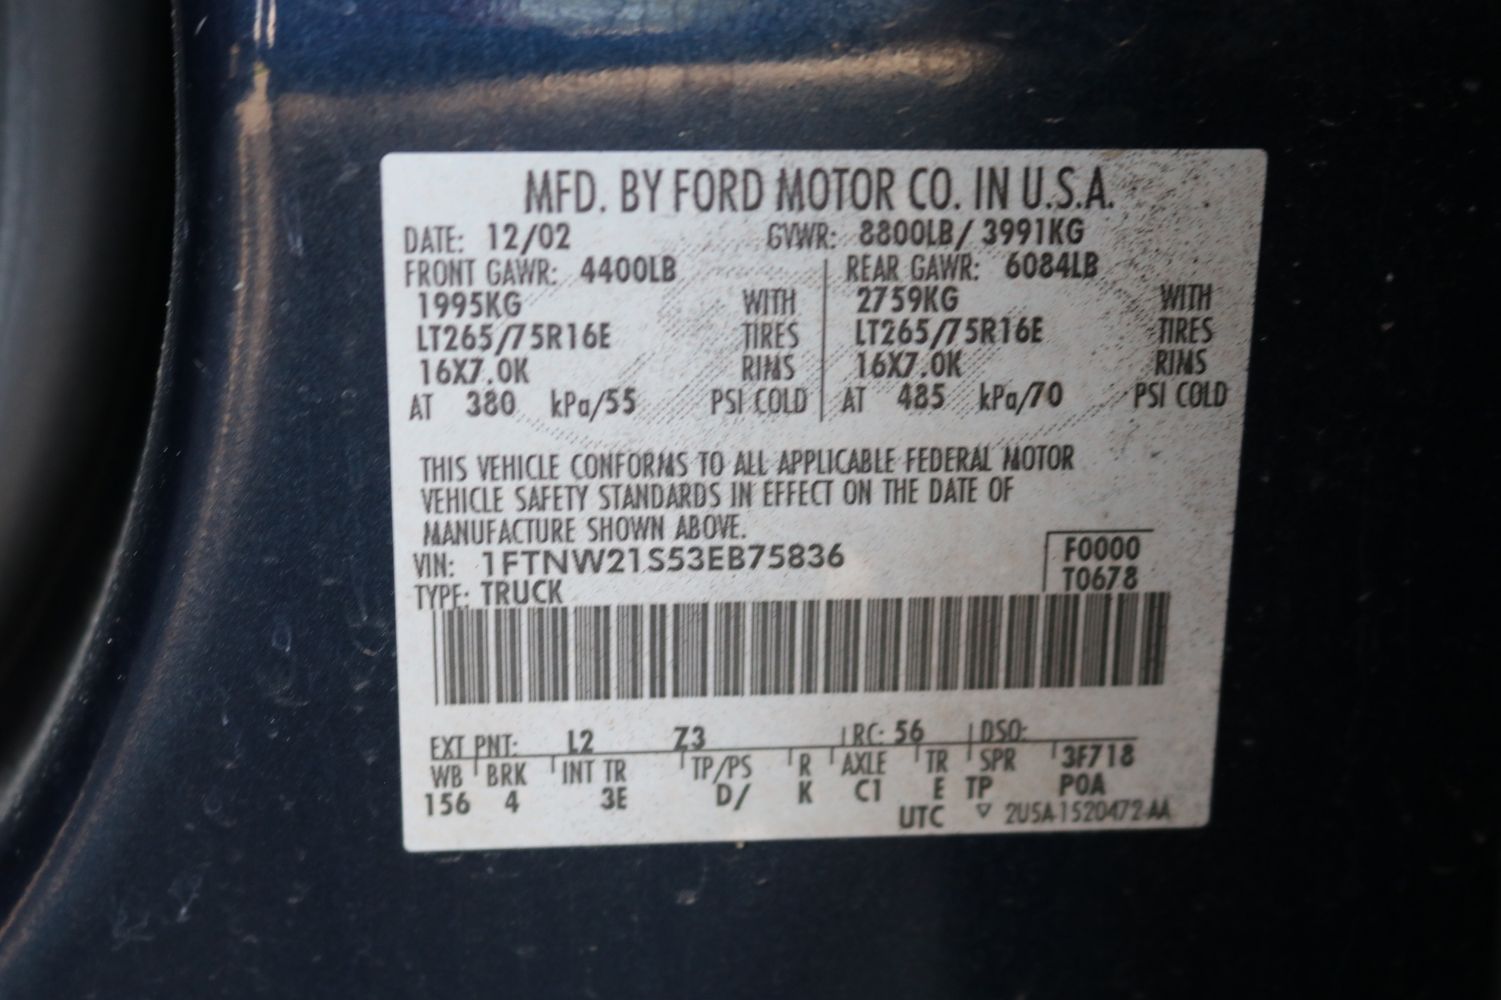 MFD. BY FORD MOTOR CO. IN U.S.A.
DATE: 12/02 GVWR: 8800LB/ 3991KG
FRONT GAWR: 4400LB REAR GAWR: 6084LB
1995KG WITH 2759KG WITH
LT265/75R16E TIRES LT265/75R16E TIRES
16X7.0K RIMS 16X7.0K RIMS
AT 380 kPa/55 PSI COLD AT 485 kPa/70 PSI COLD
THIS VEHICLE CONFORMS TO ALL APPLICABLE FEDERAL MOTOR
VEHICLE SAFETY STANDARDS IN EFFECT ON THE DATE OF
MANUFACTURE SHOWN ABOVE.
VIN: 1FTNW21S53EB75836 F0000
TYPE: TRUCK T0678
EXT PNT: L2 Z3 RC: 56 DSO:
WB BRK INT TR TP/PS R AXLE TR SPR 3F718
156 4 3E D/ K C1 E TP POA
UTC ▽ 2U5A-1520472-AA